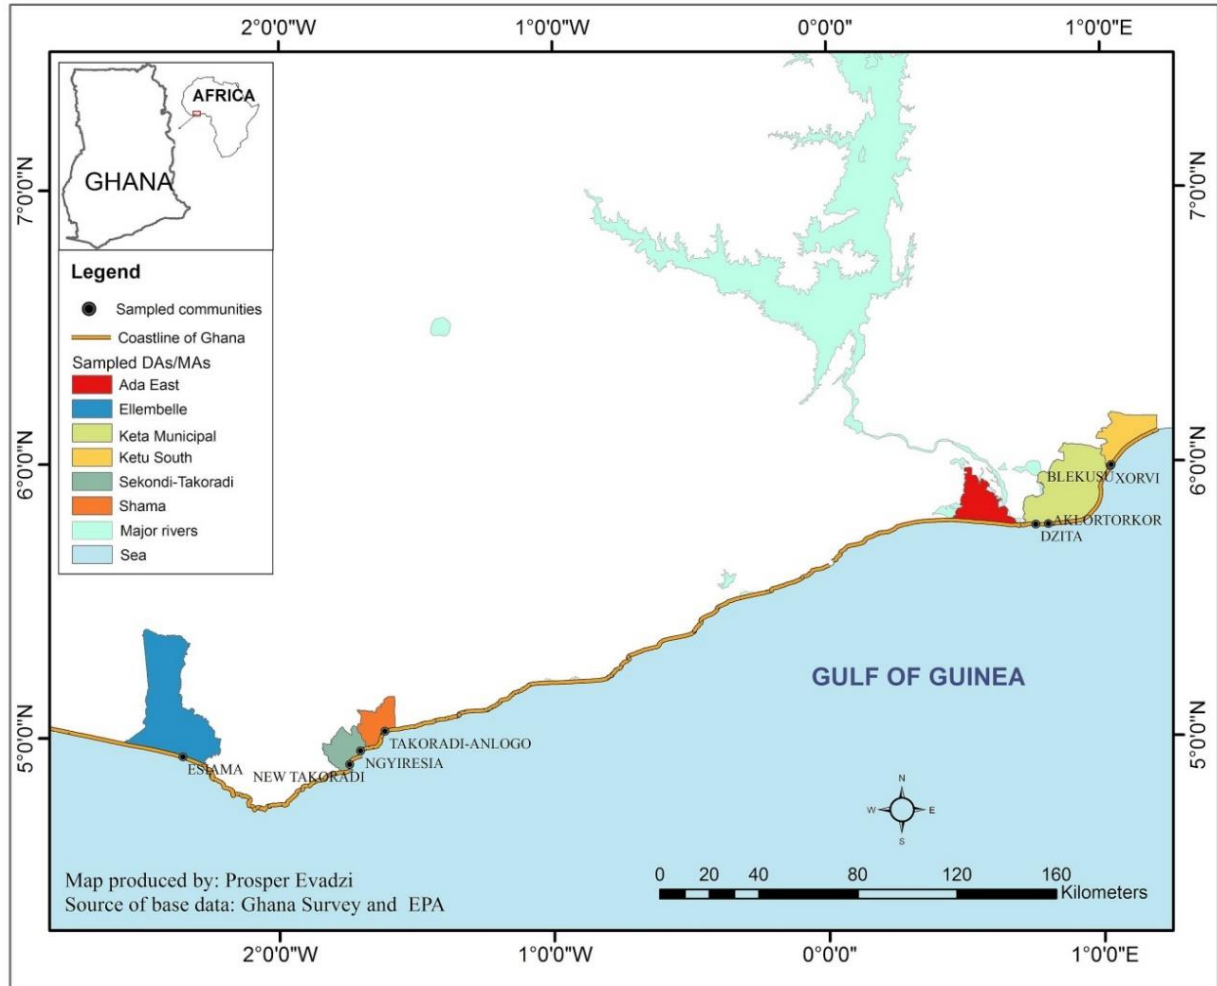 2°0'0"W
1°0'0"W
0°0'0"
1°0'0"E
AFRICA
GHANA
7°0'0"N
7°0'0"N
Legend
Sampled communities
Coastline of Ghana
Sampled DAs/MAs
Ada East
Ellembelle
Keta Municipal
Ketu South
Sekondi-Takoradi
Shama
Major rivers
Sea
6°0'0"N
6°0'0"N
BLEKUSUXORVI
AKLORTORKOR
DZITA
GULF OF GUINEA
5°0'0"N
5°0'0"N
TAKORADI-ANLOGO
NGYIRESIA
ESIAMA
NEW TAKORADI
N
W E
S
Map produced by: Prosper Evadzi
Source of base data: Ghana Survey and EPA
0 20 40 80 120 160
Kilometers
2°0'0"W
1°0'0"W
0°0'0"
1°0'0"E